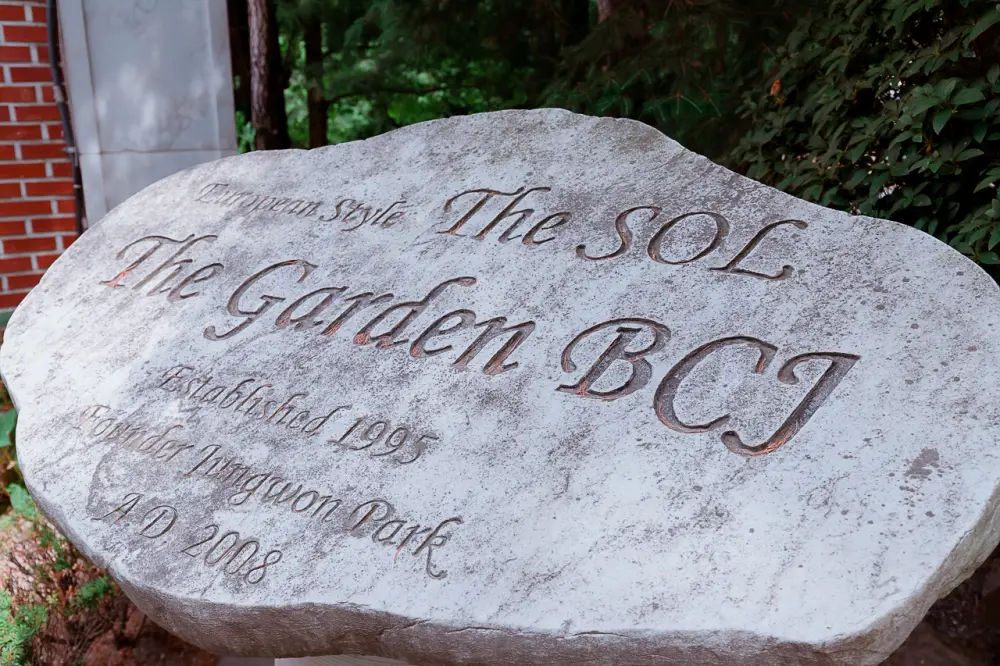 European Style The SOL
The Garden BCJ
Established 1995
Founder Jungwon Park
A D 2008